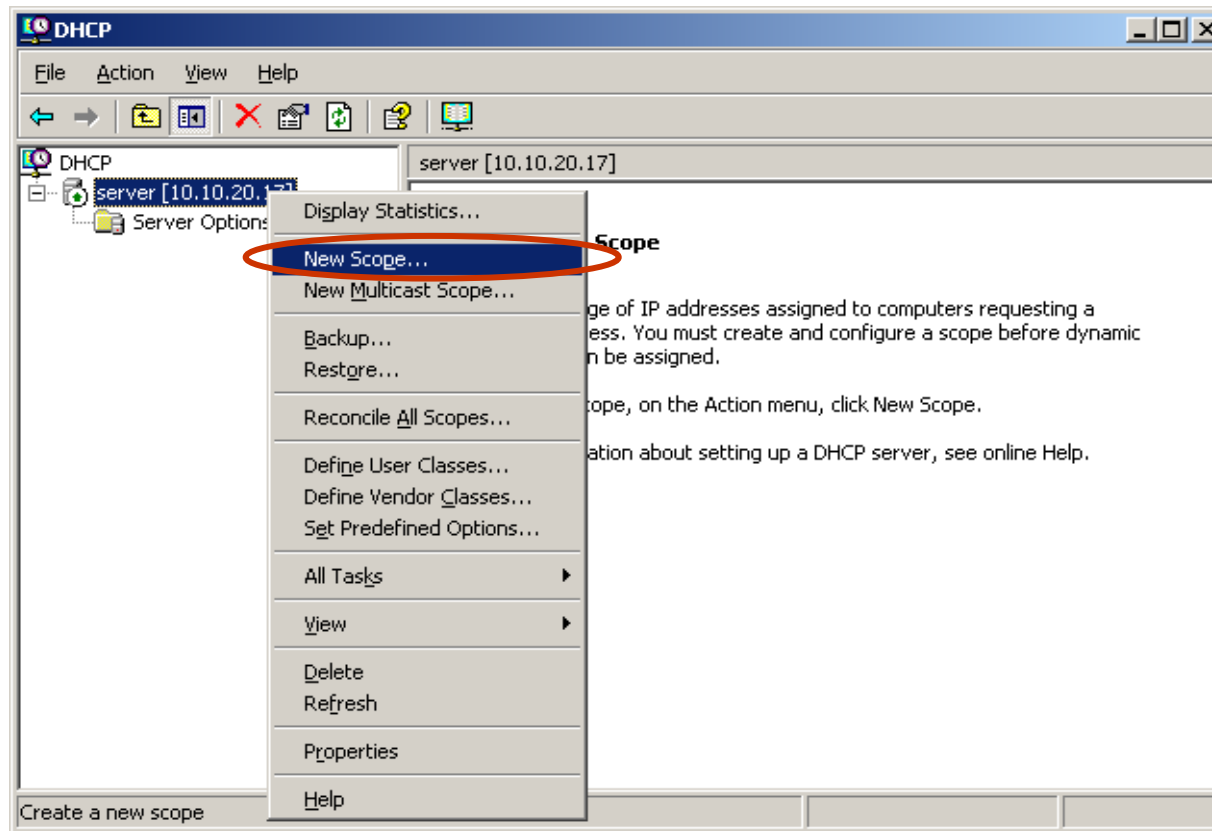 DHCP
File Action View Help
DHCP
server [10.10.20.17]
server [10.10.20.17]
Server Options
Display Statistics...
New Scope...
New Multicast Scope...
Backup...
Restore...
Reconcile All Scopes...
Define User Classes...
Define Vendor Classes...
Set Predefined Options...
All Tasks
View
Delete
Refresh
Properties
Help
Scope
ge of IP addresses assigned to computers requesting a
ess. You must create and configure a scope before dynamic
n be assigned.
cope, on the Action menu, click New Scope.
ation about setting up a DHCP server, see online Help.
Create a new scope